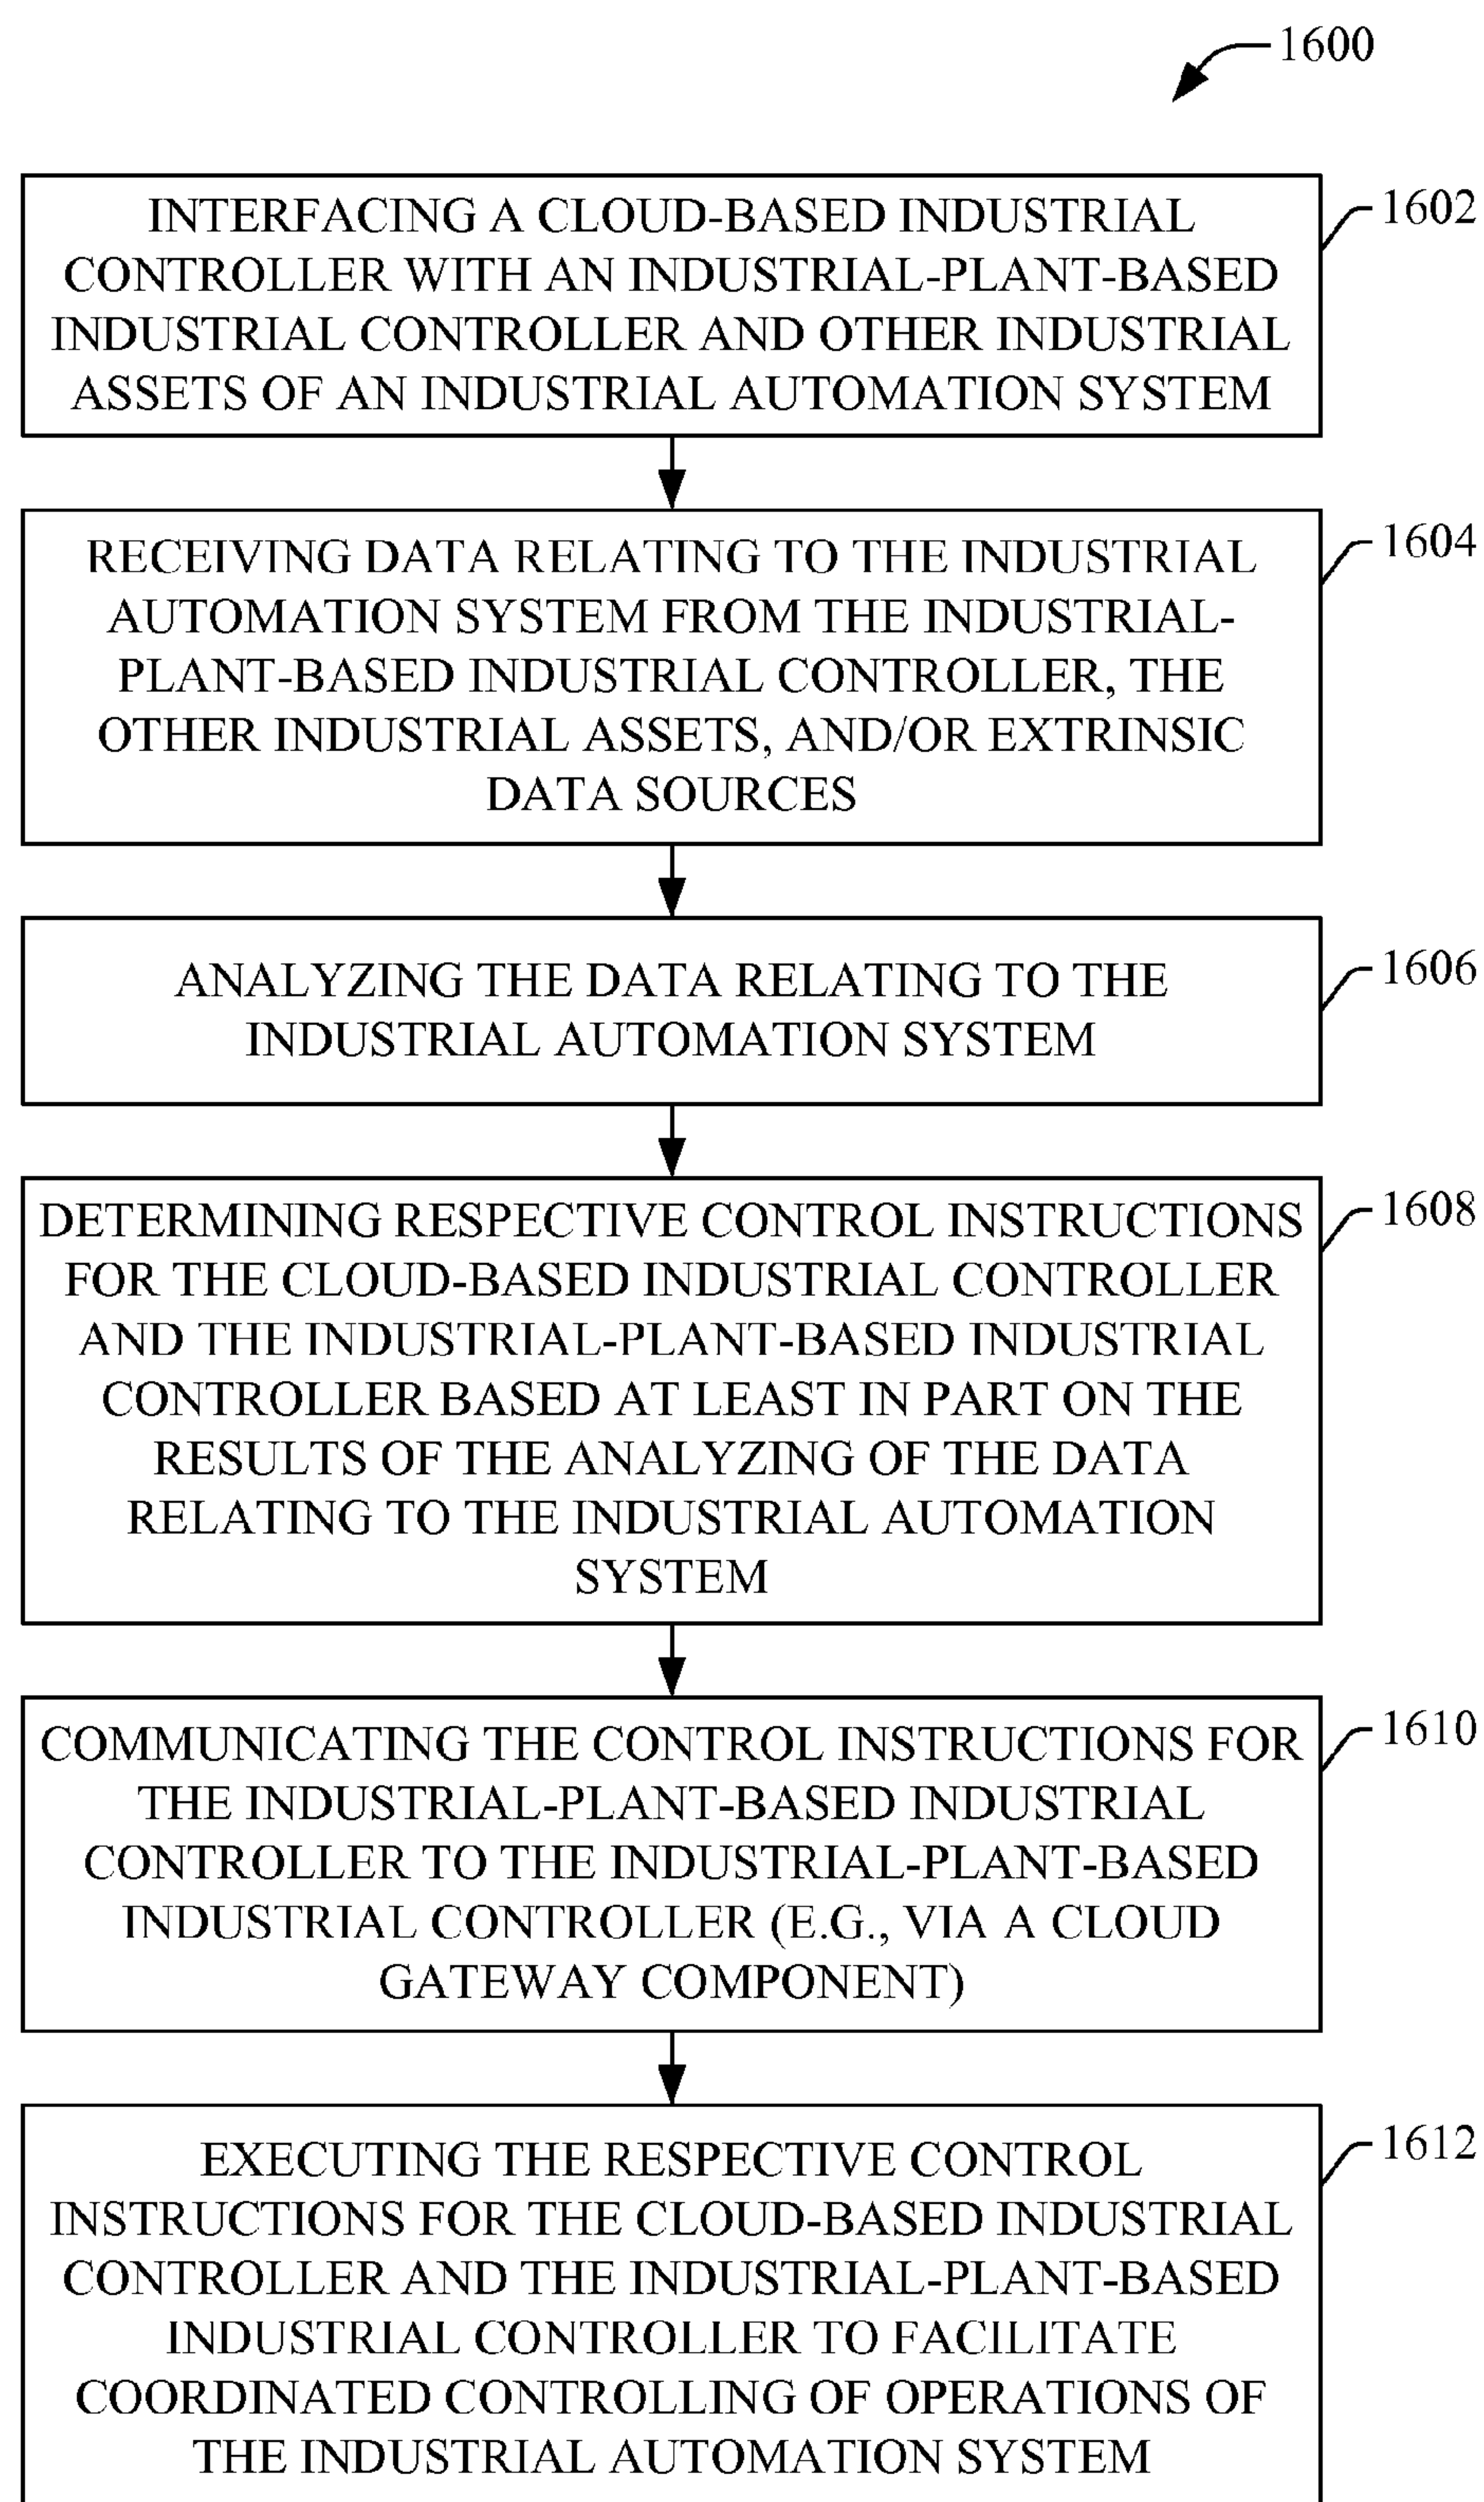 1600
INTERFACING A CLOUD-BASED INDUSTRIAL
CONTROLLER WITH AN INDUSTRIAL-PLANT-BASED
INDUSTRIAL CONTROLLER AND OTHER INDUSTRIAL
ASSETS OF AN INDUSTRIAL AUTOMATION SYSTEM
1602
RECEIVING DATA RELATING TO THE INDUSTRIAL
AUTOMATION SYSTEM FROM THE INDUSTRIAL-
PLANT-BASED INDUSTRIAL CONTROLLER, THE
OTHER INDUSTRIAL ASSETS, AND/OR EXTRINSIC
DATA SOURCES
1604
ANALYZING THE DATA RELATING TO THE
INDUSTRIAL AUTOMATION SYSTEM
1606
DETERMINING RESPECTIVE CONTROL INSTRUCTIONS
FOR THE CLOUD-BASED INDUSTRIAL CONTROLLER
AND THE INDUSTRIAL-PLANT-BASED INDUSTRIAL
CONTROLLER BASED AT LEAST IN PART ON THE
RESULTS OF THE ANALYZING OF THE DATA
RELATING TO THE INDUSTRIAL AUTOMATION
SYSTEM
1608
COMMUNICATING THE CONTROL INSTRUCTIONS FOR
THE INDUSTRIAL-PLANT-BASED INDUSTRIAL
CONTROLLER TO THE INDUSTRIAL-PLANT-BASED
INDUSTRIAL CONTROLLER (E.G., VIA A CLOUD
GATEWAY COMPONENT)
1610
EXECUTING THE RESPECTIVE CONTROL
INSTRUCTIONS FOR THE CLOUD-BASED INDUSTRIAL
CONTROLLER AND THE INDUSTRIAL-PLANT-BASED
INDUSTRIAL CONTROLLER TO FACILITATE
COORDINATED CONTROLLING OF OPERATIONS OF
THE INDUSTRIAL AUTOMATION SYSTEM
1612